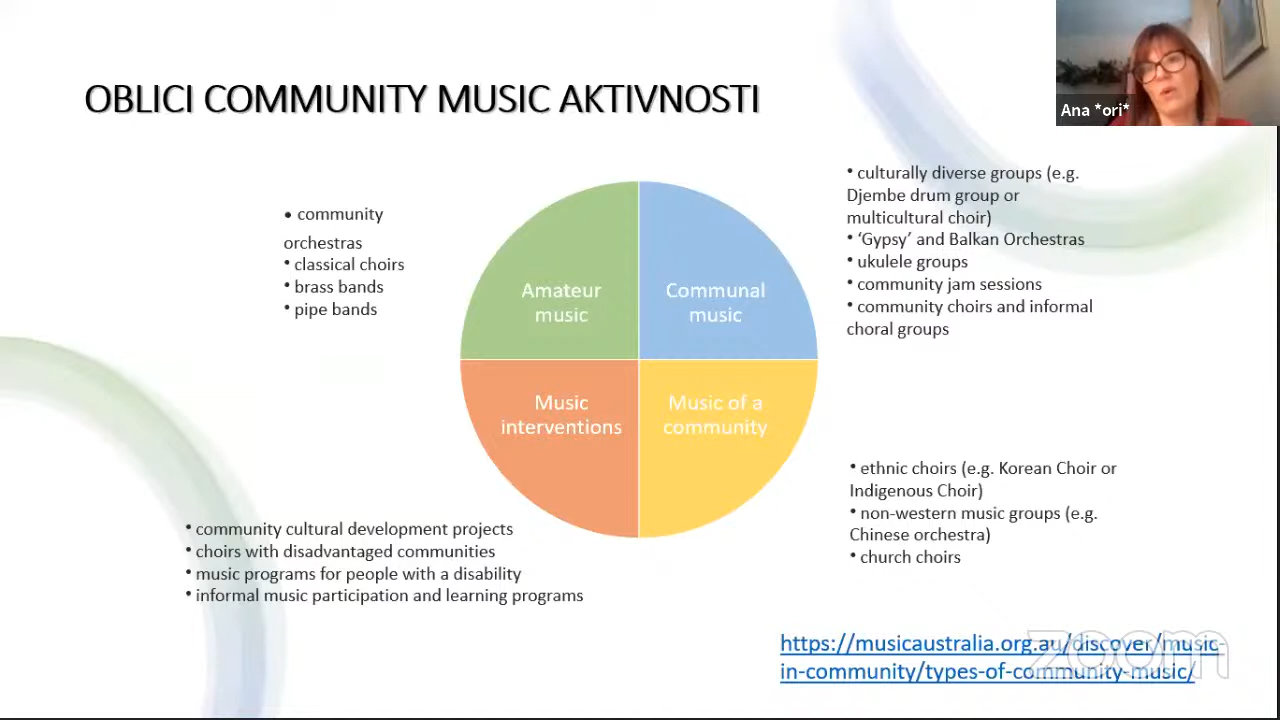 OBLICI COMMUNITY MUSIC AKTIVNOSTI
Ana *ori*
• community
orchestras
• classical choirs
• brass bands
• pipe bands
• culturally diverse groups (e.g.
Djembe drum group or
multicultural choir)
• ‘Gypsy’ and Balkan Orchestras
• ukulele groups
• community jam sessions
• community choirs and informal
choral groups
Amateur
music
Communal
music
Music
interventions
Music of a
community
• ethnic choirs (e.g. Korean Choir or
Indigenous Choir)
• non-western music groups (e.g.
Chinese orchestra)
• church choirs
• community cultural development projects
• choirs with disadvantaged communities
• music programs for people with a disability
• informal music participation and learning programs
https://musicaustralia.org.au/discover/music-
in-community/types-of-community-music/
zoom